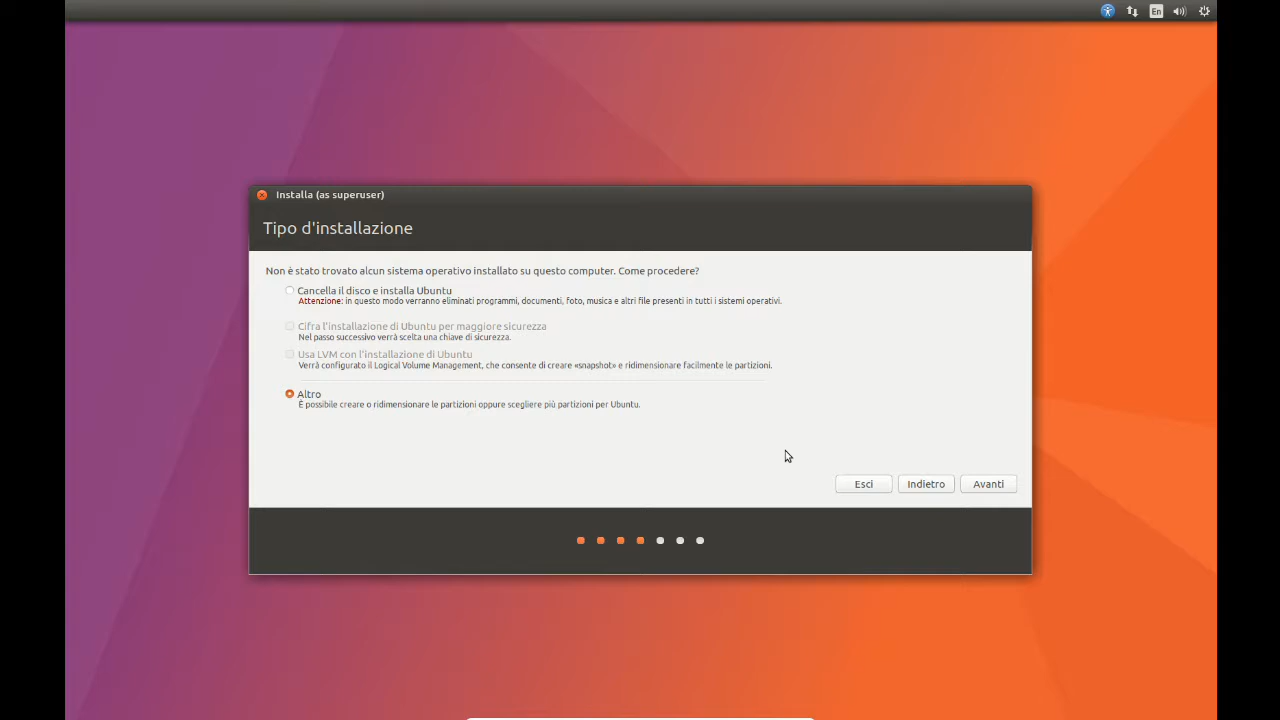 En
Installa (as superuser)
Tipo d'installazione
Non è stato trovato alcun sistema operativo installato su questo computer. Come procedere?
Cancella il disco e installa Ubuntu
Attenzione: in questo modo verranno eliminati programmi, documenti, foto, musica e altri file presenti in tutti i sistemi operativi.
Cifra l'installazione di Ubuntu per maggiore sicurezza
Nel passo successivo verrà scelta una chiave di sicurezza.
Usa LVM con l'installazione di Ubuntu
Verrà configurato il Logical Volume Management, che consente di creare «snapshot» e ridimensionare facilmente le partizioni.
Altro
È possibile creare o ridimensionare le partizioni oppure scegliere più partizioni per Ubuntu.
Esci Indietro Avanti